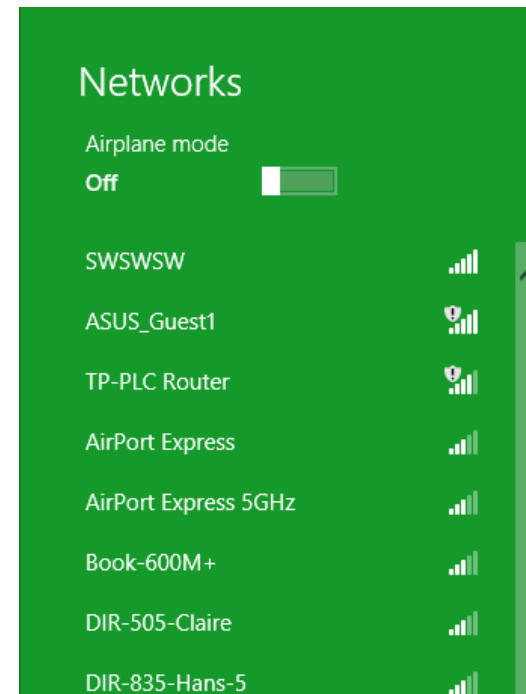 Networks
Airplane mode
Off
SWSWSW
ASUS_Guest1
TP-PLC Router
AirPort Express
AirPort Express 5GHz
Book-600M+
DIR-505-Claire
DIR-835-Hans-5